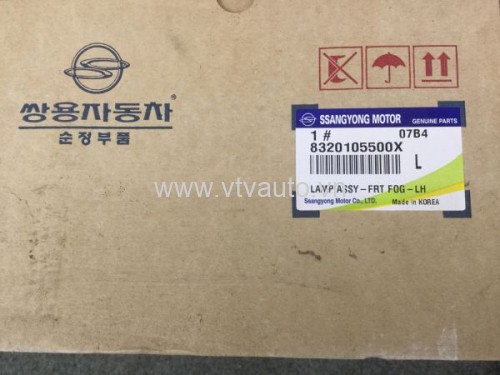 쌍용자동차®
순정부품
SSANGYONG MOTOR GENUINE PARTS
1 # 07B4
8320105500X
L
www.vtvauto.vn
LAMP ASSY-FRT FOG-LH
Ssangyong Motor Co., LTD. Made in KOREA